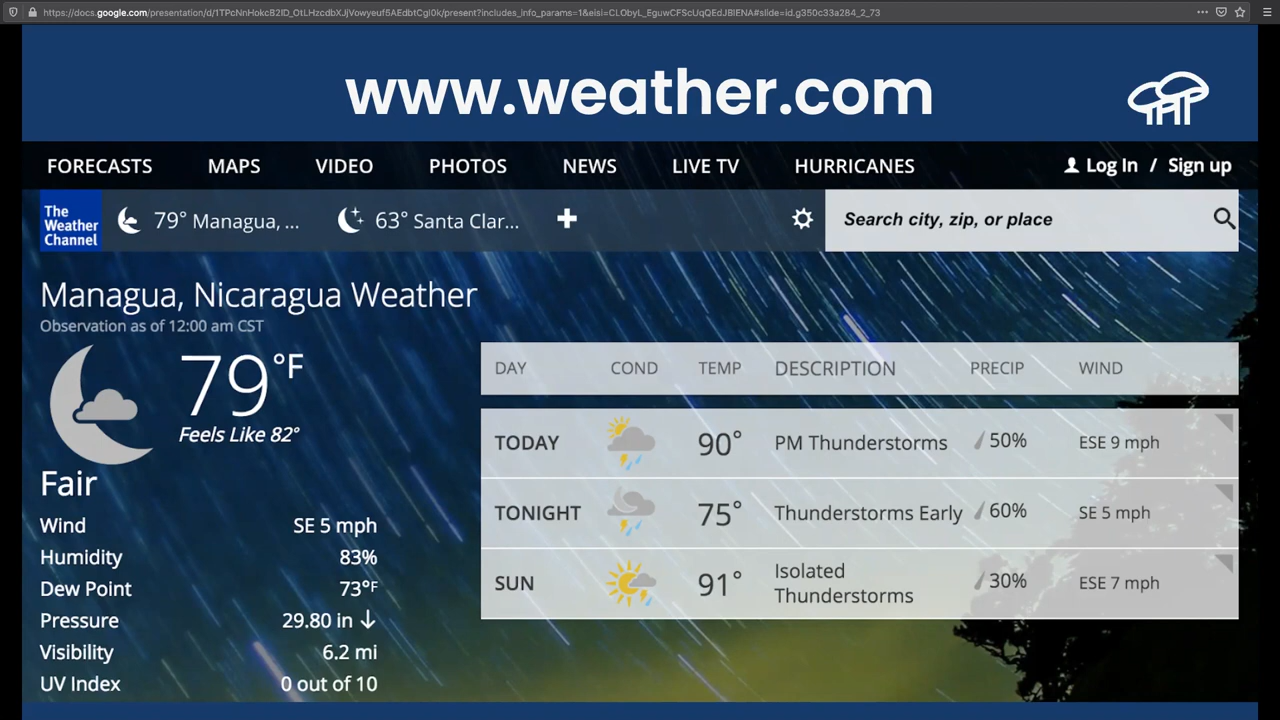 https://docs.google.com/presentation/d/1TPcNnHokcB2ID_OtLHzcdbXJjVowyeuf5AEdbtCgI0k/present?includes_info_params=1&eisi=CLObyL_EguwCFScUqQEdJBIENA#slide=id.g350c33a284_2_73
www.weather.com
FORECASTS MAPS VIDEO PHOTOS NEWS LIVE TV HURRICANES Log In / Sign up
The Weather Channel
79° Managua, ... 63° Santa Clar... Search city, zip, or place
Managua, Nicaragua Weather
Observation as of 12:00 am CST
79°F
Feels Like 82°
Fair
Wind SE 5 mph
Humidity 83%
Dew Point 73°F
Pressure 29.80 in ↓
Visibility 6.2 mi
UV Index 0 out of 10
DAY COND TEMP DESCRIPTION PRECIP WIND
TODAY 90° PM Thunderstorms 50% ESE 9 mph
TONIGHT 75° Thunderstorms Early 60% SE 5 mph
SUN 91° Isolated Thunderstorms 30% ESE 7 mph